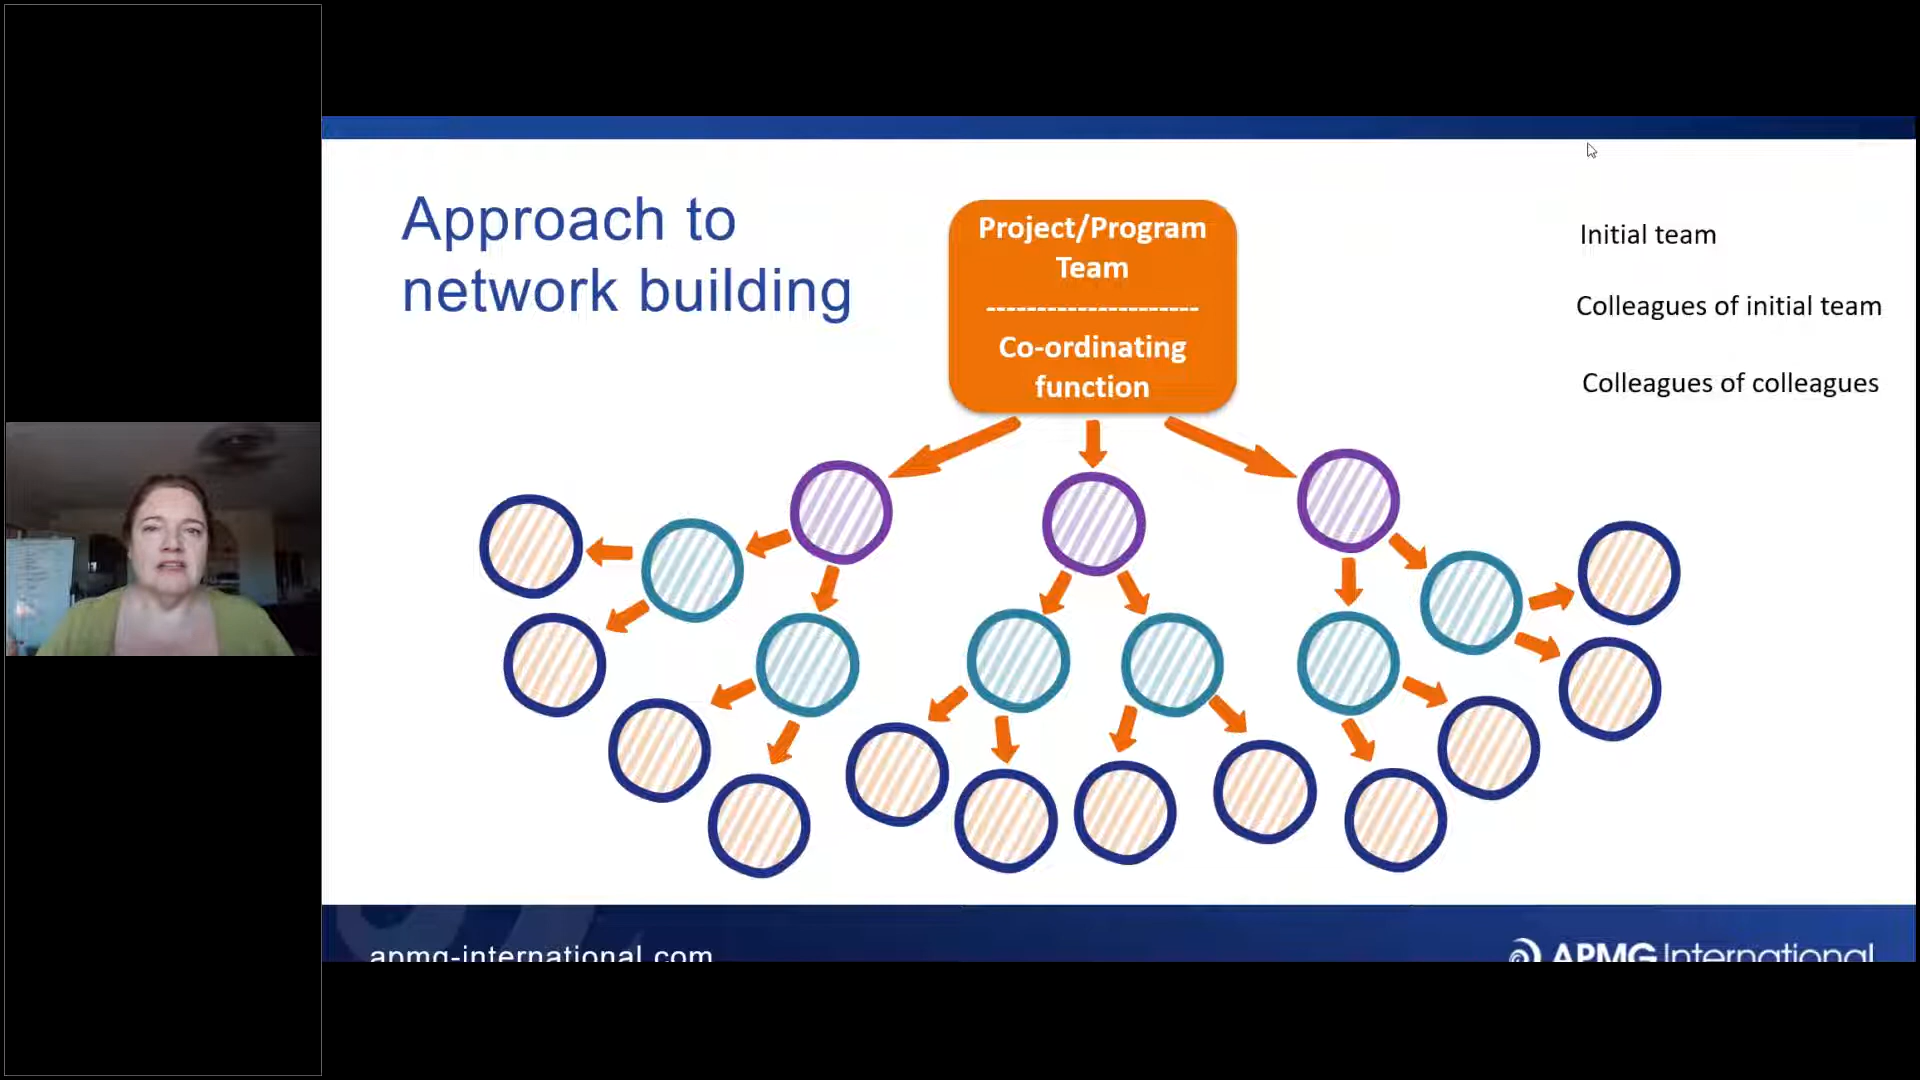 Approach to
network building
Project/Program
Team
---------------------
Co-ordinating
function
Initial team
Colleagues of initial team
Colleagues of colleagues
apmg-international.com
APMG International